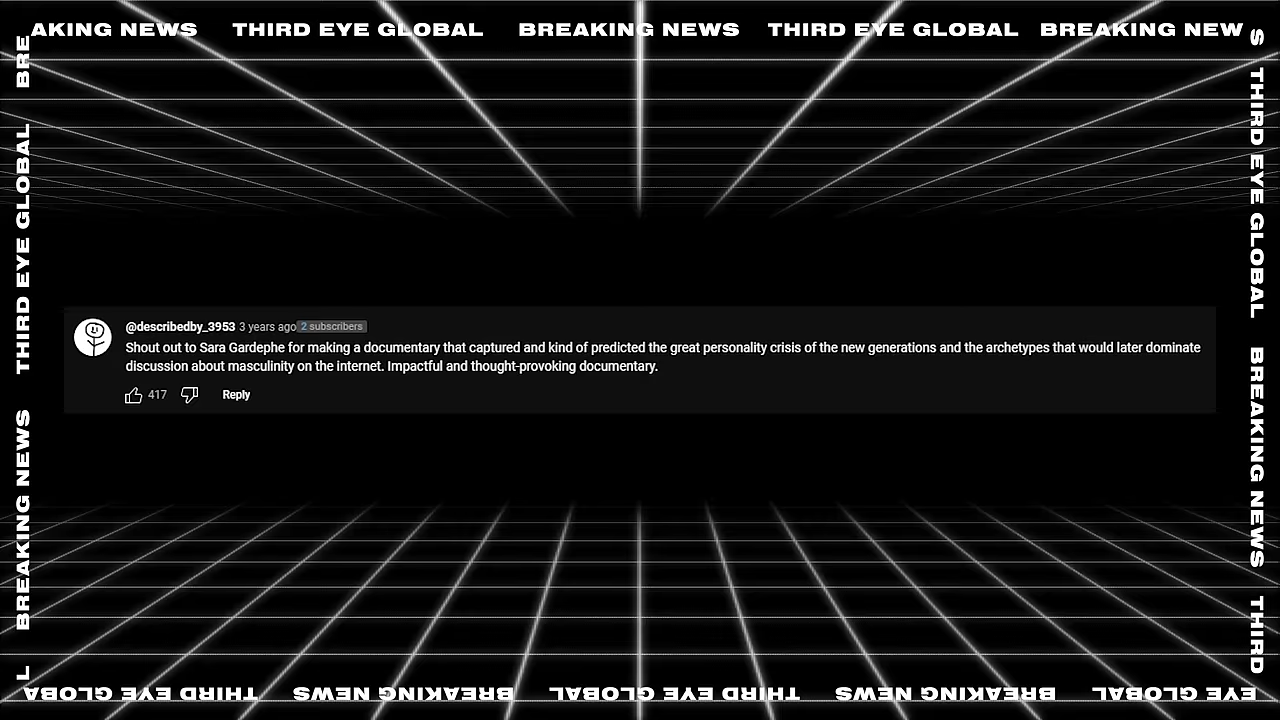 AKING NEWS THIRD EYE GLOBAL BREAKING NEWS THIRD EYE GLOBAL BREAKING NEW
S THIRD EYE GLOBAL BREAKING NEWS THIRD
@describedby_3953 3 years ago 2 subscribers
Shout out to Sara Gardephe for making a documentary that captured and kind of predicted the great personality crisis of the new generations and the archetypes that would later dominate
discussion about masculinity on the internet. Impactful and thought-provoking documentary.
417 Reply
EYE GLOBAL BREAKING NEWS THIRD EYE GLOBAL BREAKING NEWS THIRD EYE GLOBA
L BREAKING NEWS THIRD EYE GLOBAL BRE